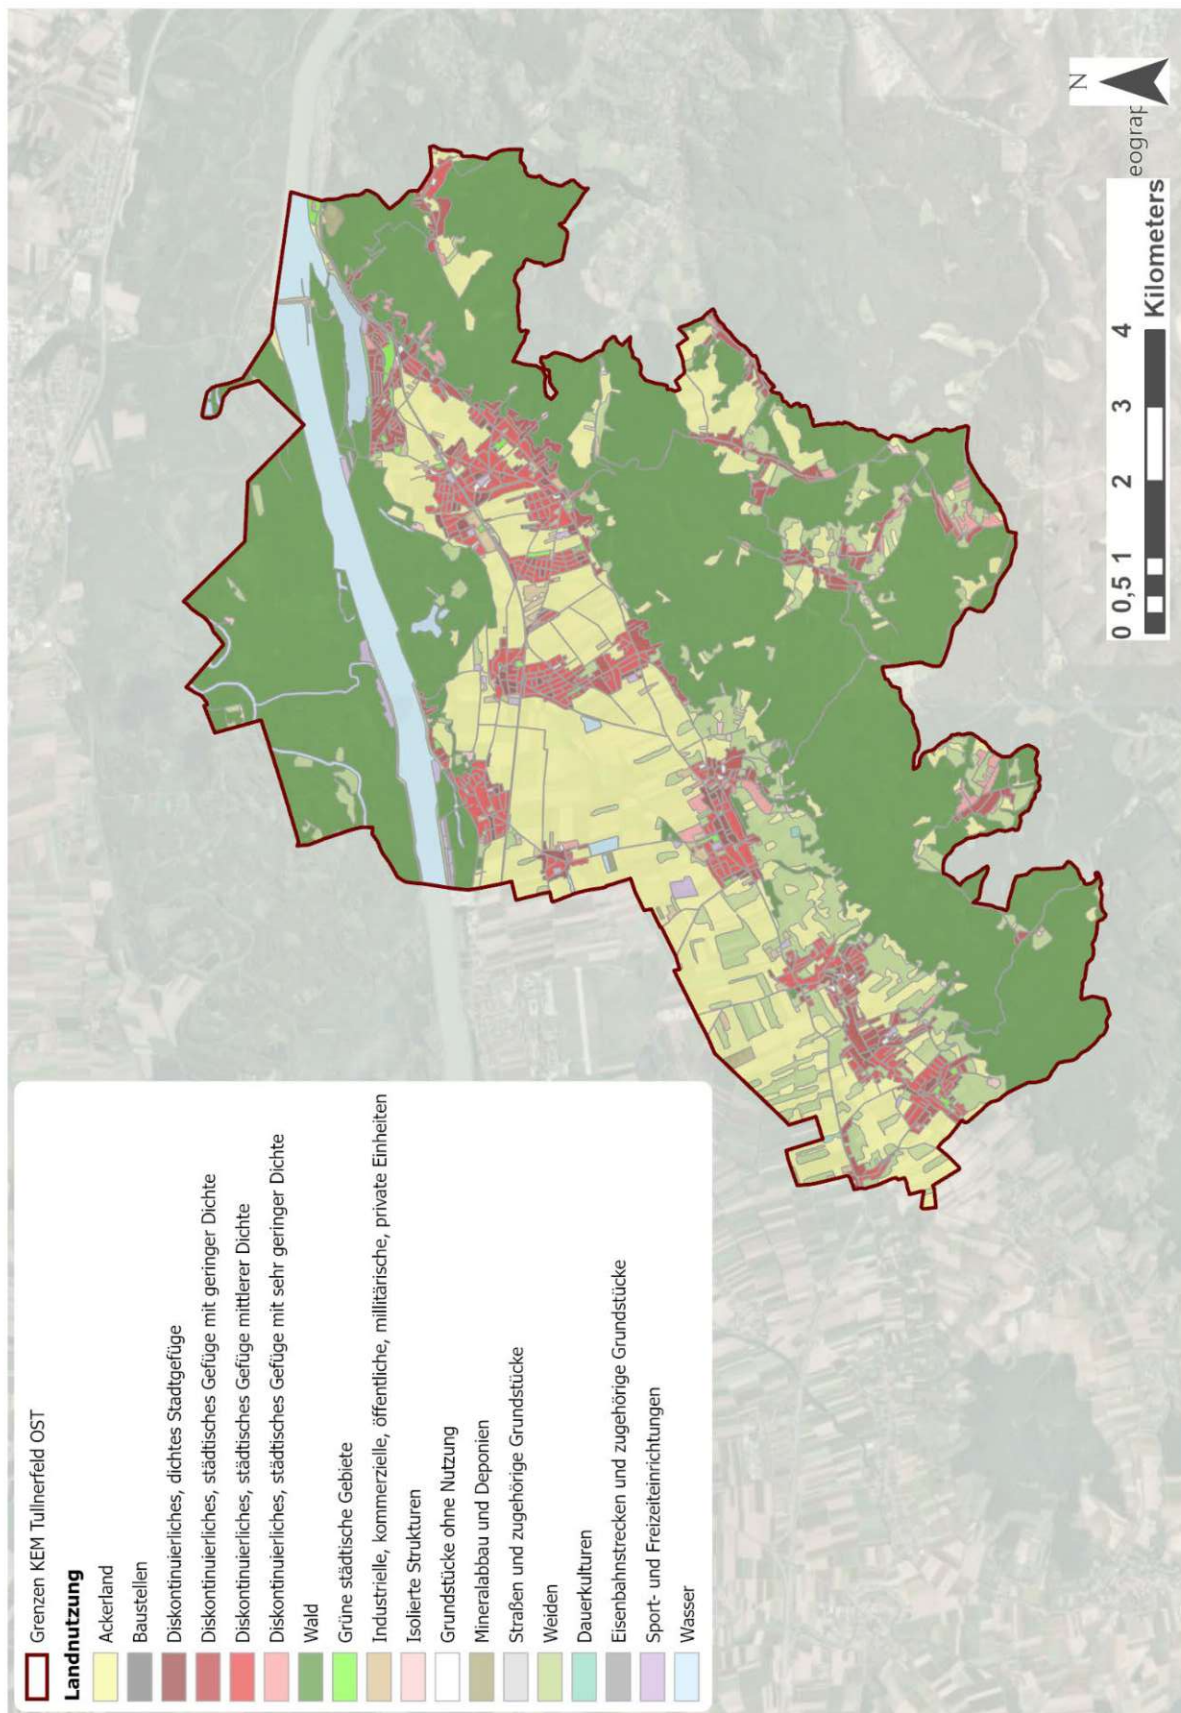 Grenzen KEM Tullnerfeld OST
Landnutzung
Ackerland
Baustellen
Diskontinuierliches, dichtes Stadtgefüge
Diskontinuierliches, städtisches Gefüge mit geringer Dichte
Diskontinuierliches, städtisches Gefüge mittlerer Dichte
Diskontinuierliches, städtisches Gefüge mit sehr geringer Dichte
Wald
Grüne städtische Gebiete
Industrielle, kommerzielle, öffentliche, millitärische, private Einheiten
Isolierte Strukturen
Grundstücke ohne Nutzung
Mineralabbau und Deponien
Straßen und zugehörige Grundstücke
Weiden
Dauerkulturen
Eisenbahnstrecken und zugehörige Grundstücke
Sport- und Freizeiteinrichtungen
Wasser
N
eograp
0 0,5 1 2 3 4
Kilometers